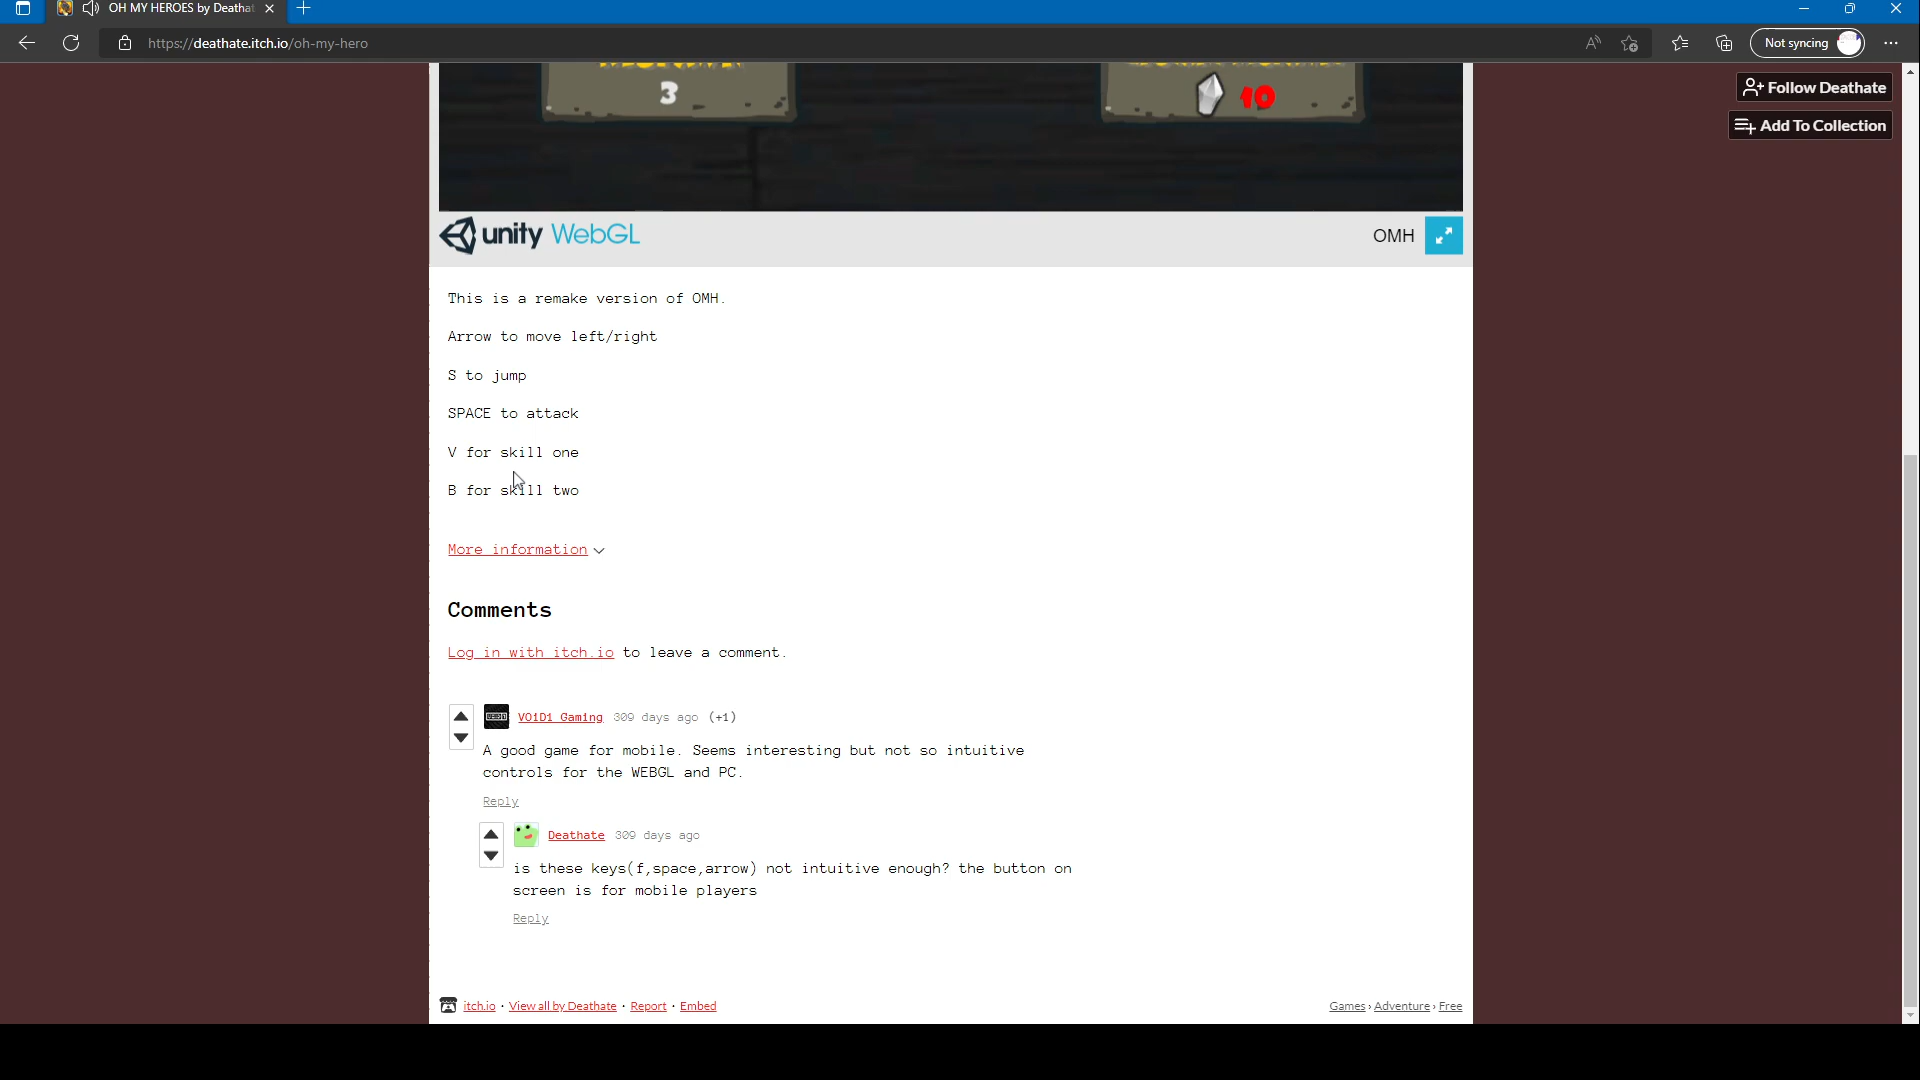 OH MY HEROES by Deatha
https://deathate.itch.io/oh-my-hero
Not syncing
3
10
Follow Deathate
Add To Collection
unity WebGL
OMH
This is a remake version of OMH.
Arrow to move left/right
S to jump
SPACE to attack
V for skill one
B for skill two
More information
Comments
Log in with itch.io to leave a comment.
VO1D1 Gaming 309 days ago (+1)
A good game for mobile. Seems interesting but not so intuitive
controls for the WEBGL and PC.
Reply
Deathate 309 days ago
is these keys(f,space,arrow) not intuitive enough? the button on
screen is for mobile players
Reply
itch.io · View all by Deathate · Report · Embed
Games › Adventure › Free